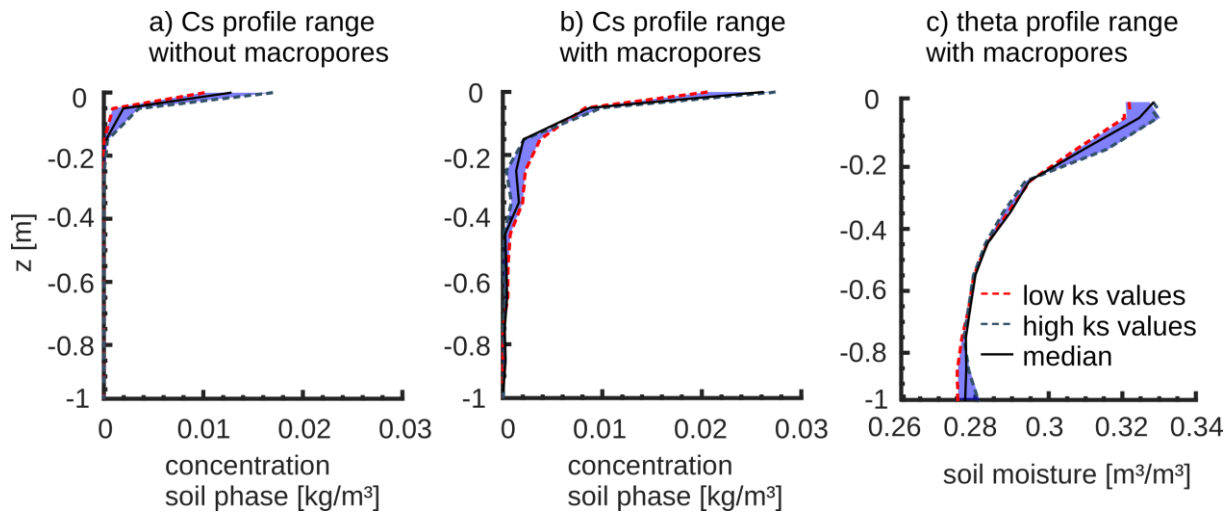 a) Cs profile range
without macropores
b) Cs profile range
with macropores
c) theta profile range
with macropores
0
-0.2
-0.4
-0.6
-0.8
-1
z [m]
0 0.01 0.02 0.03
concentration
soil phase [kg/m³]
0
-0.2
-0.4
-0.6
-0.8
-1
0 0.01 0.02 0.03
concentration
soil phase [kg/m³]
0
-0.2
-0.4
-0.6
-0.8
-1
low ks values
high ks values
median
0.26 0.28 0.3 0.32 0.34
soil moisture [m³/m³]